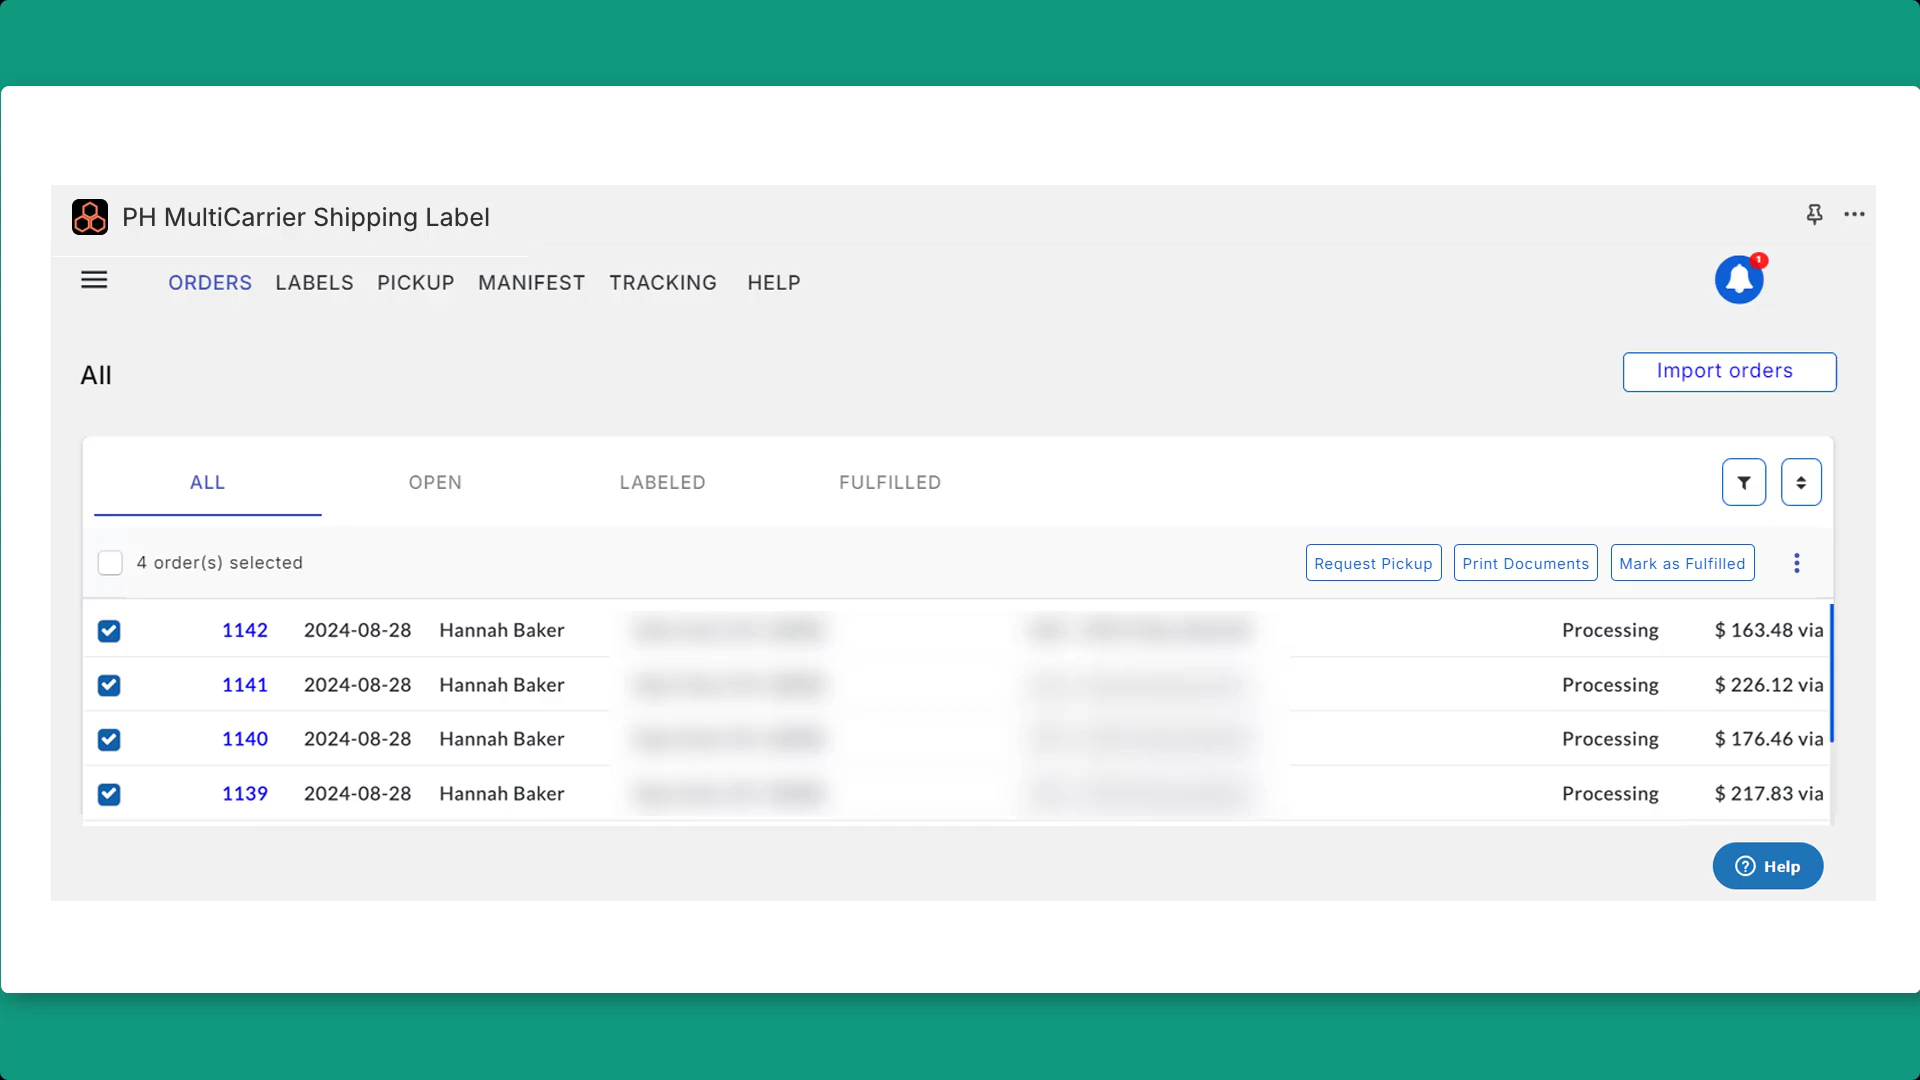 PH MultiCarrier Shipping Label
ORDERS LABELS PICKUP MANIFEST TRACKING HELP
1
All
Import orders
ALL OPEN LABELED FULFILLED
4 order(s) selected
Request Pickup Print Documents Mark as Fulfilled
1142 2024-08-28 Hannah Baker Processing $ 163.48 via
1141 2024-08-28 Hannah Baker Processing $ 226.12 via
1140 2024-08-28 Hannah Baker Processing $ 176.46 via
1139 2024-08-28 Hannah Baker Processing $ 217.83 via
? Help